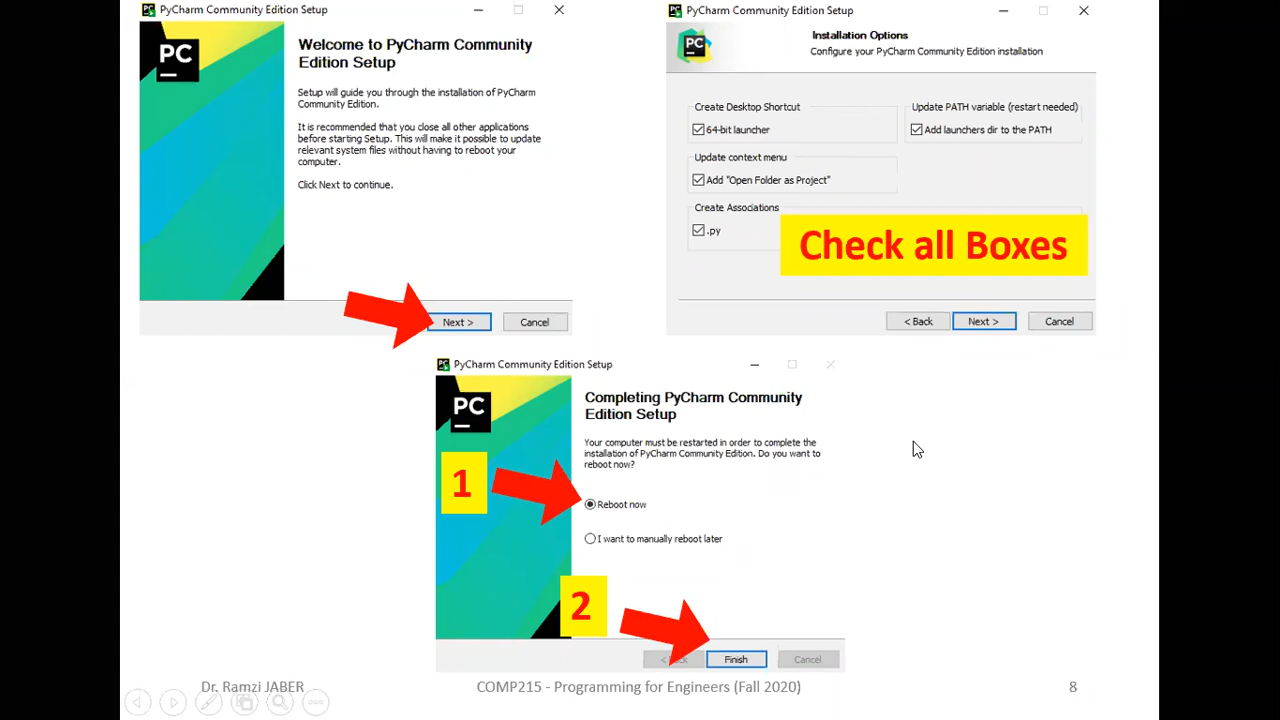 PyCharm Community Edition Setup
PC
Welcome to PyCharm Community
Edition Setup
Setup will guide you through the installation of PyCharm
Community Edition.
It is recommended that you close all other applications
before starting Setup. This will make it possible to update
relevant system files without having to reboot your
computer.
Click Next to continue.
Next >
Cancel
PyCharm Community Edition Setup
PC
Installation Options
Configure your PyCharm Community Edition installation
Create Desktop Shortcut
64-bit launcher
Update PATH variable (restart needed)
Add launchers dir to the PATH
Update context menu
Add "Open Folder as Project"
Create Associations
.py
Check all Boxes
< Back
Next >
Cancel
PyCharm Community Edition Setup
PC
Completing PyCharm Community
Edition Setup
Your computer must be restarted in order to complete the
installation of PyCharm Community Edition. Do you want to
reboot now?
1
Reboot now
I want to manually reboot later
2
Finish
Cancel
Dr. Ramzi JABER
COMP215 - Programming for Engineers (Fall 2020)
8